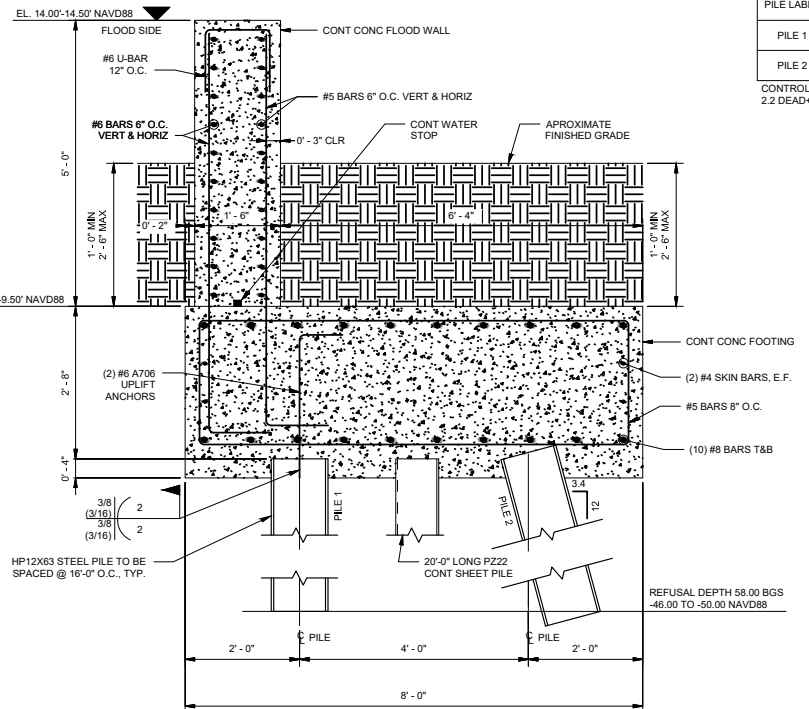 EL. 14.00'-14.50' NAVD88
FLOOD SIDE
CONT CONC FLOOD WALL
PILE 1
PILE 2
2.2 DEAD+
#6 U-BAR
12" O.C.
#5 BARS 6" O.C. VERT & HORIZ
#6 BARS 6" O.C.
VERT & HORIZ
CONT WATER
STOP
APROXIMATE
FINISHED GRADE
0' - 3" CLR
5' - 0"
1' - 0" MIN
2' - 6" MAX
0' - 2"
1' - 6"
6' - 4"
1' - 0" MIN
2' - 6" MAX
-9.50' NAVD88
CONT CONC FOOTING
(2) #6 A706
UPLIFT
ANCHORS
(2) #4 SKIN BARS, E.F.
2' - 8"
#5 BARS 8" O.C.
(10) #8 BARS T&B
0' - 4"
3/8
(3/16)
3/8
(3/16)
2
2
PILE 1
PILE 2
3.4
12
HP12X63 STEEL PILE TO BE
SPACED @ 16'-0" O.C., TYP.
20'-0" LONG PZ22
CONT SHEET PILE
REFUSAL DEPTH 58.00 BGS
-46.00 TO -50.00 NAVD88
PILE
PILE
2' - 0"
4' - 0"
2' - 0"
8' - 0"